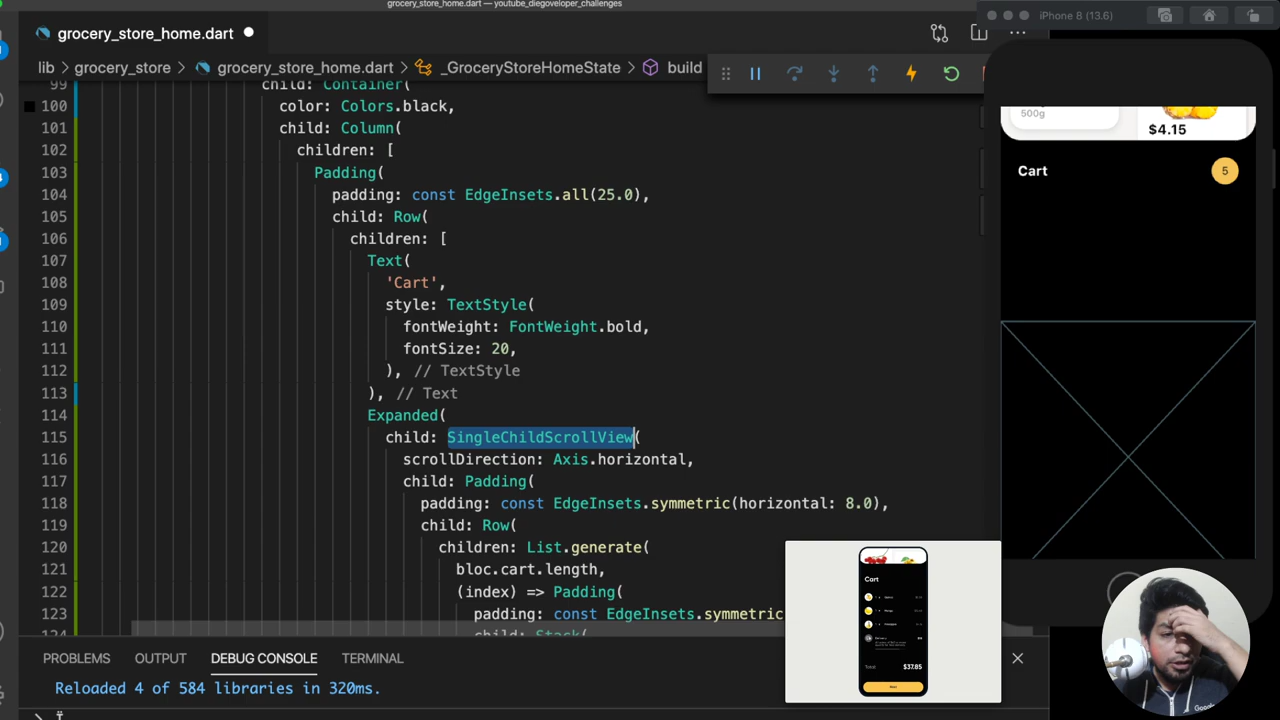 grocery_store_home.dart — youtube_diegoveloper_challenges
grocery_store_home.dart
iPhone 8 (13.6)
lib > grocery_store > grocery_store_home.dart > _GroceryStoreHomeState > build
99 child: Container(
100 color: Colors.black,
101 child: Column(
102 children: [
103 Padding(
104 padding: const EdgeInsets.all(25.0),
105 child: Row(
106 children: [
107 Text(
108 'Cart',
109 style: TextStyle(
110 fontWeight: FontWeight.bold,
111 fontSize: 20,
112 ), // TextStyle
113 ), // Text
114 Expanded(
115 child: SingleChildScrollView(
116 scrollDirection: Axis.horizontal,
117 child: Padding(
118 padding: const EdgeInsets.symmetric(horizontal: 8.0),
119 child: Row(
120 children: List.generate(
121 bloc.cart.length,
122 (index) => Padding(
123 padding: const EdgeInsets.symmetric
124 child: Stack(
PROBLEMS OUTPUT DEBUG CONSOLE TERMINAL
Reloaded 4 of 584 libraries in 320ms.
500g
$4.15
Cart 5
Cart
Total:
$37.85
Google